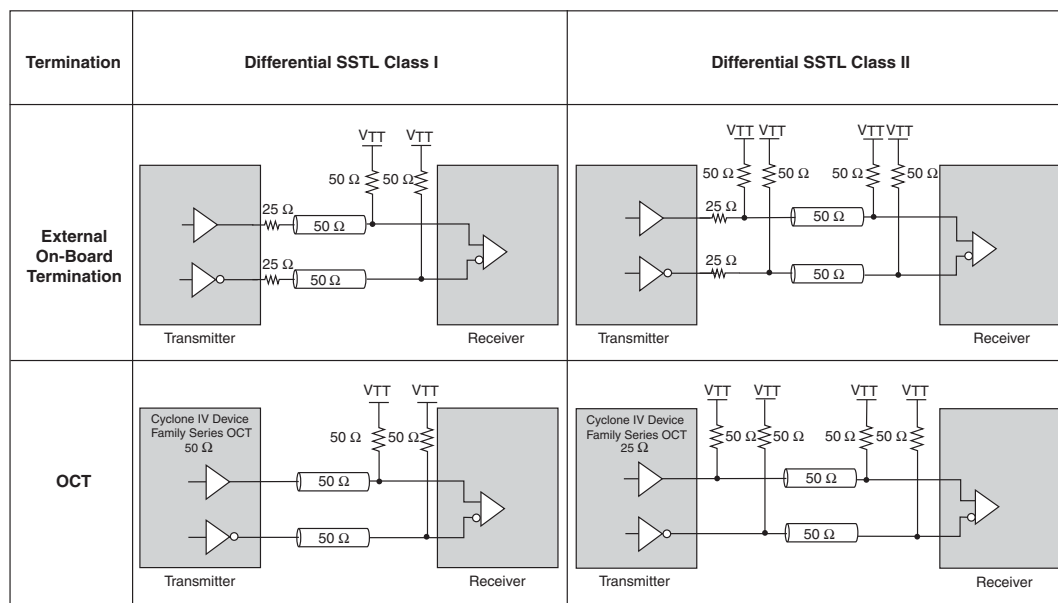 Termination
Differential SSTL Class I
Differential SSTL Class II
External
On-Board
Termination
VTT VTT
50 Ω 50 Ω
25 Ω
50 Ω
25 Ω
50 Ω
Transmitter
Receiver
VTT VTT VTT VTT
50 Ω 50 Ω 50 Ω 50 Ω
25 Ω
50 Ω
25 Ω
50 Ω
Transmitter
Receiver
OCT
Cyclone IV Device
Family Series OCT
50 Ω
VTT VTT
50 Ω 50 Ω
50 Ω
50 Ω
Transmitter
Receiver
Cyclone IV Device
Family Series OCT
25 Ω
VTT VTT VTT VTT
50 Ω 50 Ω 50 Ω 50 Ω
50 Ω
50 Ω
Transmitter
Receiver